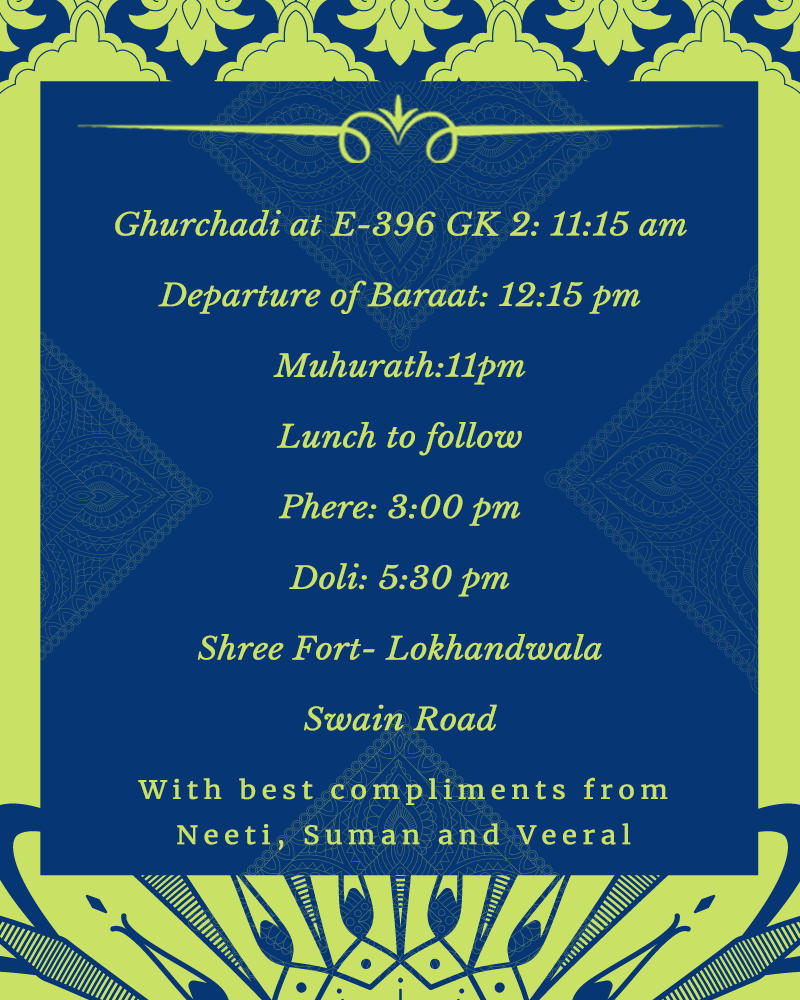 Ghurchadi at E-396 GK 2: 11:15 am
Departure of Baraat: 12:15 pm
Muhurath:11pm
Lunch to follow
Phere: 3:00 pm
Doli: 5:30 pm
Shree Fort- Lokhandwala
Swain Road
With best compliments from
Neeti, Suman and Veeral